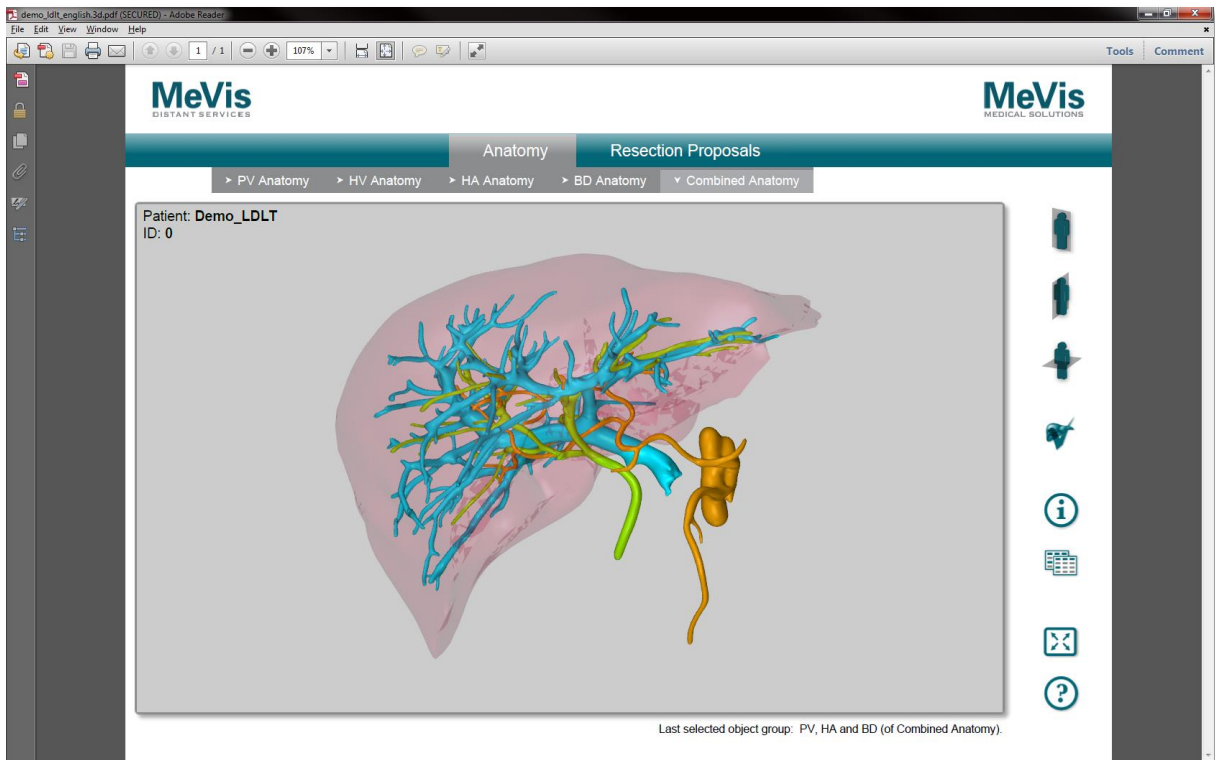 demo_ldlt_english.3d.pdf (SECURED) - Adobe Reader
File Edit View Window Help
1 / 1 107% Tools Comment
MeVis MeVis
DISTANT SERVICES MEDICAL SOLUTIONS
Anatomy Resection Proposals
PV Anatomy HV Anatomy HA Anatomy BD Anatomy Combined Anatomy
Patient: Demo_LDLT
ID: 0
Last selected object group: PV, HA and BD (of Combined Anatomy).